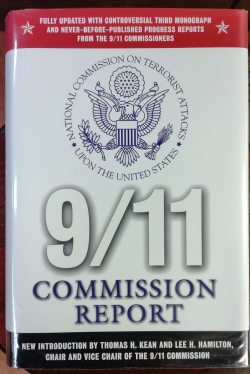 FULLY UPDATED WITH CONTROVERSIAL THIRD MONOGRAPH
AND NEVER-BEFORE-PUBLISHED PROGRESS REPORTS
FROM THE 9/11 COMMISSIONERS
NATIONAL COMMISSION ON TERRORIST ATTACKS
UPON THE UNITED STATES
9/11
COMMISSION
REPORT
NEW INTRODUCTION BY THOMAS H. KEAN AND LEE H. HAMILTON,
CHAIR AND VICE CHAIR OF THE 9/11 COMMISSION